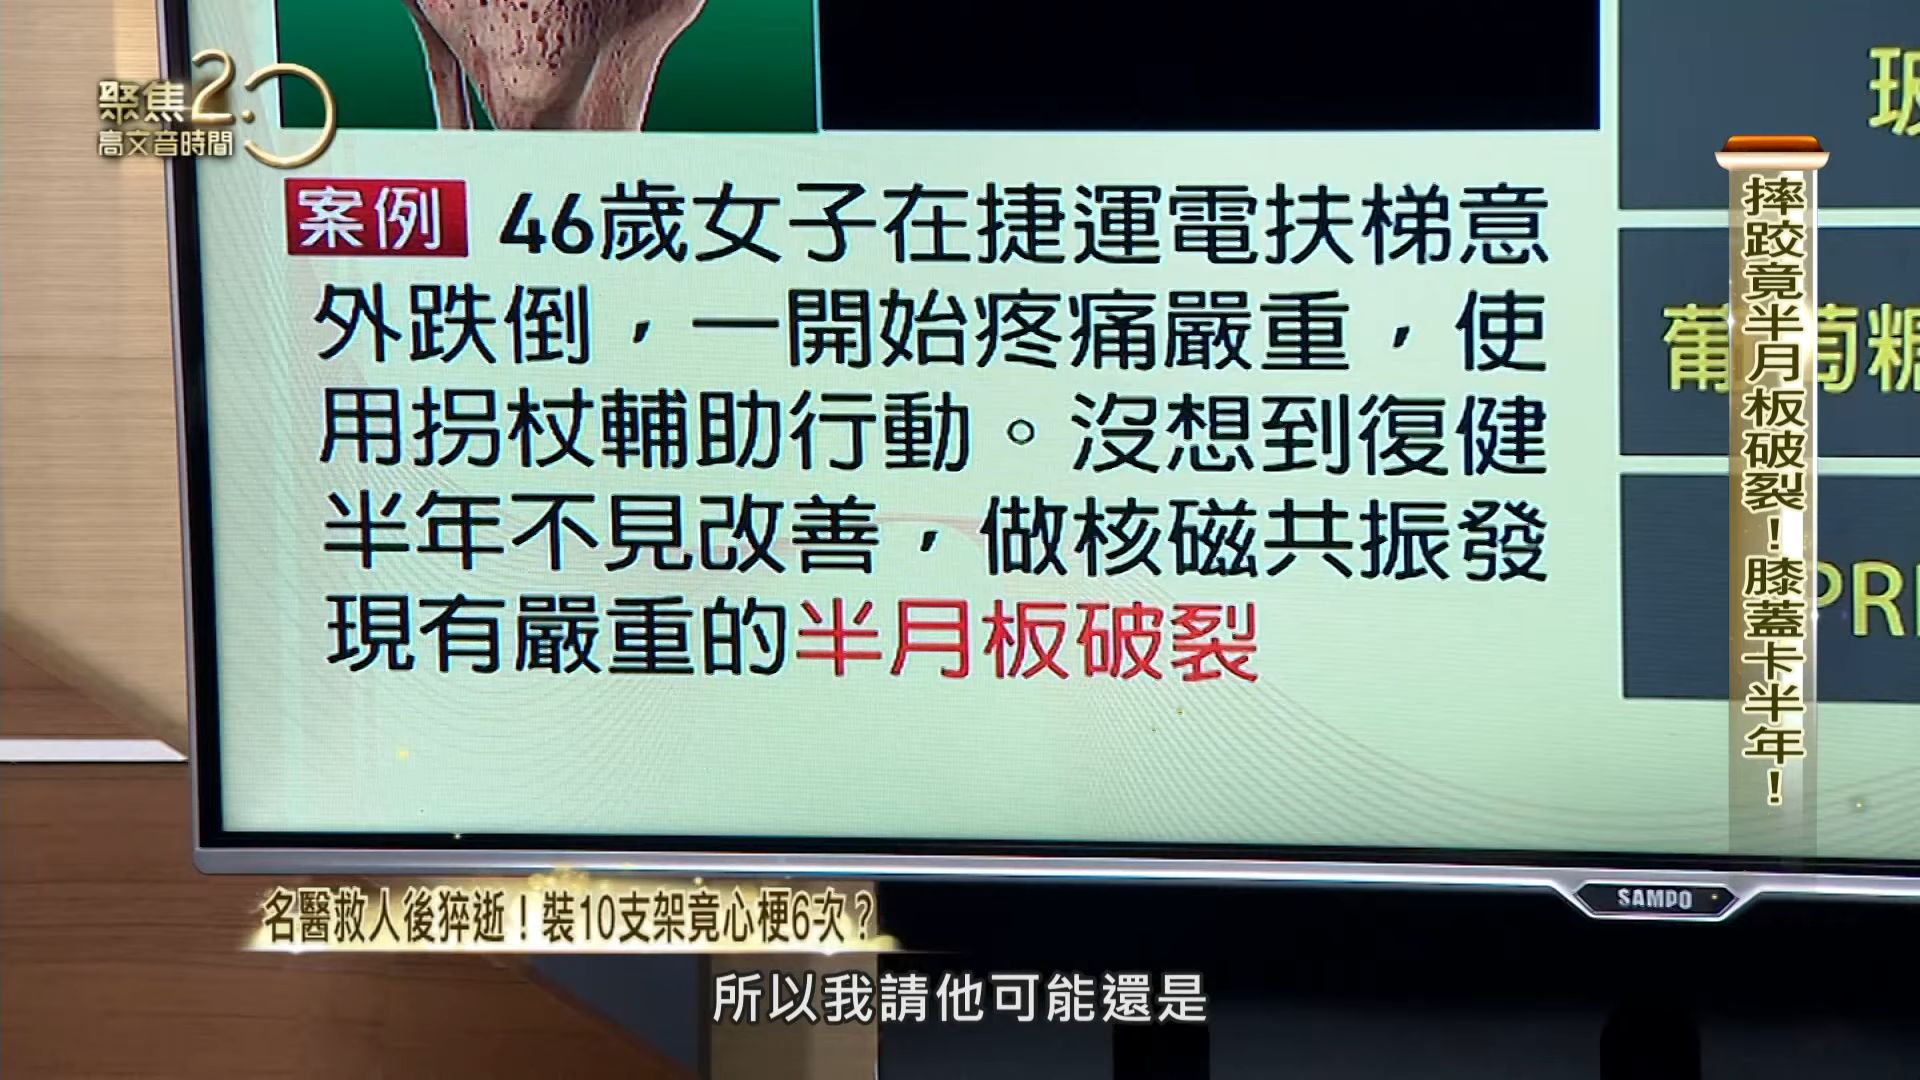 聚焦2.0
高文音時間
案例 46歲女子在捷運電扶梯意
外跌倒，一開始疼痛嚴重，使
用拐杖輔助行動。沒想到復健
半年不見改善，做核磁共振發
現有嚴重的半月板破裂
玻
葡萄糖
PR
摔跤竟半月板破裂！膝蓋卡半年！
SAMPO
名醫救人後猝逝！裝10支架竟心梗6次？
所以我請他可能還是